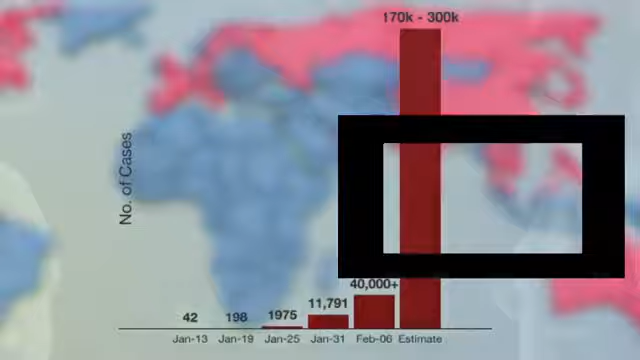 170k - 300k
No. of Cases
40,000+
11,791
1975
198
42
Jan-13 Jan-19 Jan-25 Jan-31 Feb-06 Estimate